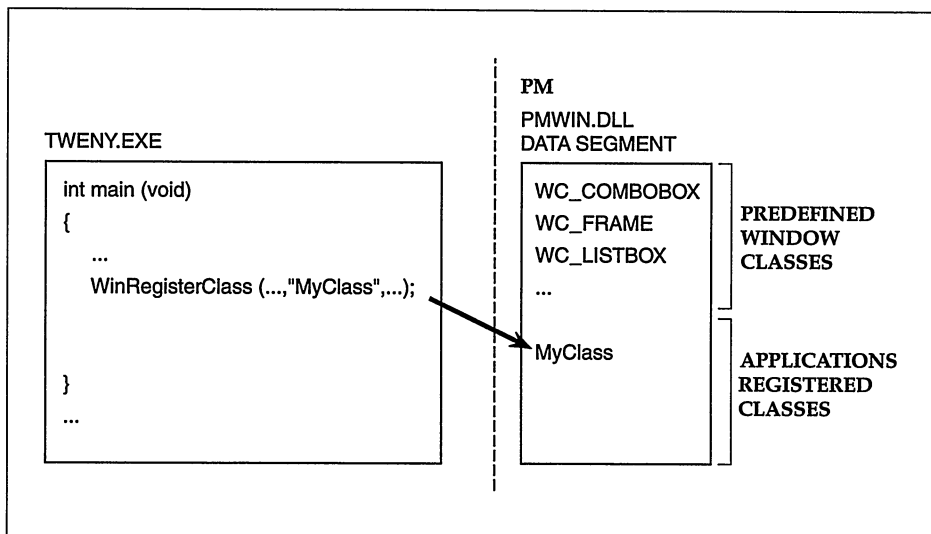 TWENY.EXE
int main (void)
{
...
WinRegisterClass (...,"MyClass",...);
}
...
PM
PMWIN.DLL
DATA SEGMENT
WC_COMBOBOX
WC_FRAME
WC_LISTBOX
...
MyClass
PREDEFINED
WINDOW
CLASSES
APPLICATIONS
REGISTERED
CLASSES